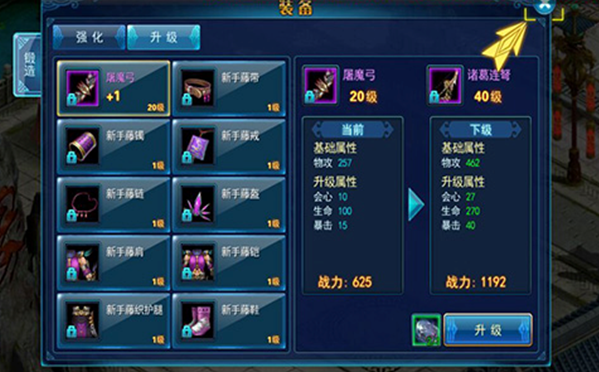 装备
强化
升级
锻造
屠魔弓
+1
20级
新手藤带
1级
新手藤镯
1级
新手藤戒
1级
新手藤链
1级
新手藤盔
1级
新手藤肩
1级
新手藤铠
1级
新手藤织护腿
1级
新手藤鞋
1级
屠魔弓
20级
诸葛连弩
40级
当前
基础属性
物攻 257
升级属性
会心 10
生命 100
暴击 15
战力:625
下级
基础属性
物攻 462
升级属性
会心 27
生命 270
暴击 40
战力:1192
升级